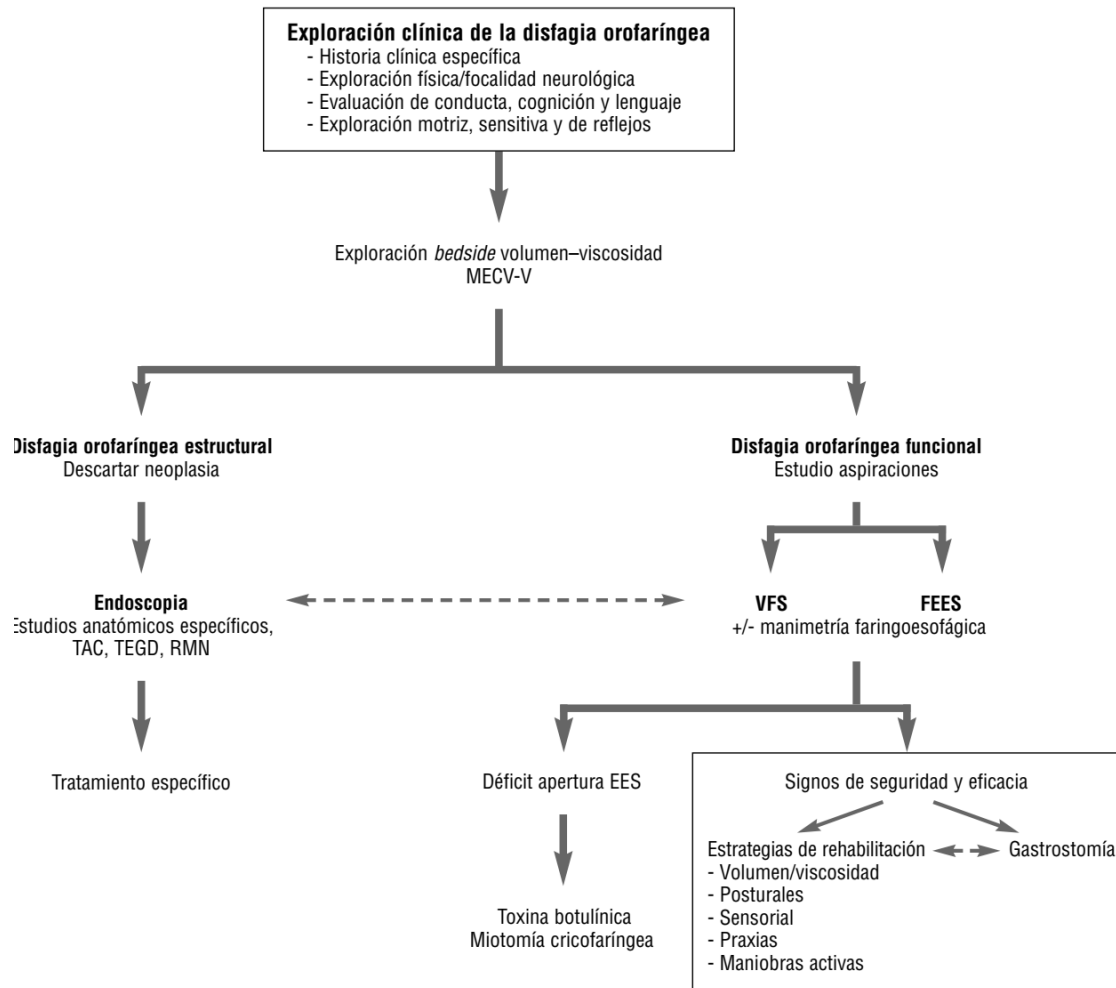 Exploración clínica de la disfagia orofaríngea
- Historia clínica específica
- Exploración física/focalidad neurológica
- Evaluación de conducta, cognición y lenguaje
- Exploración motriz, sensitiva y de reflejos
Exploración bedside volumen–viscosidad
MECV-V
Disfagia orofaríngea estructural
Descartar neoplasia
Disfagia orofaríngea funcional
Estudio aspiraciones
Endoscopia
Estudios anatómicos específicos,
TAC, TEGD, RMN
VFS FEES
+/- manimetría faringoesofágica
Tratamiento específico
Déficit apertura EES
Toxina botulínica
Miotomía cricofaríngea
Signos de seguridad y eficacia
Estrategias de rehabilitación
- Volumen/viscosidad
- Posturales
- Sensorial
- Praxias
- Maniobras activas
Gastrostomía